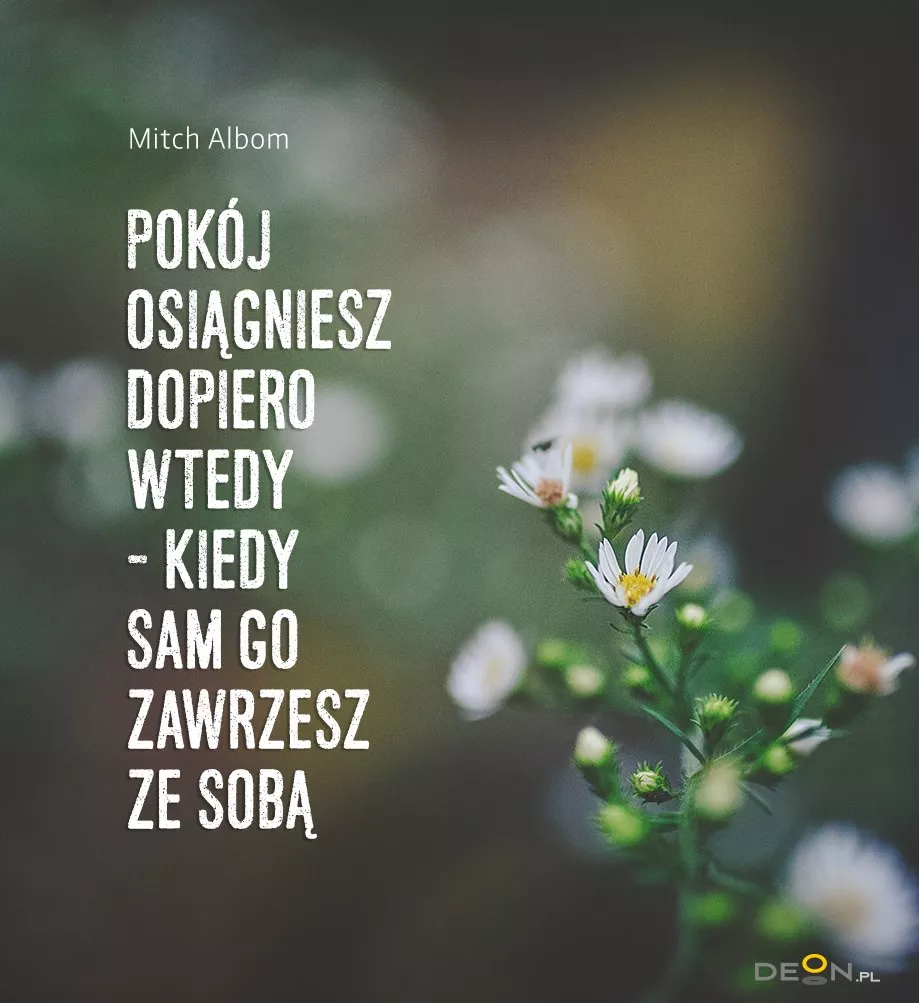 Mitch Albom
POKÓJ
OSIĄGNIESZ
DOPIERO
WTEDY
- KIEDY
SAM GO
ZAWRZESZ
ZE SOBĄ
DEON.PL